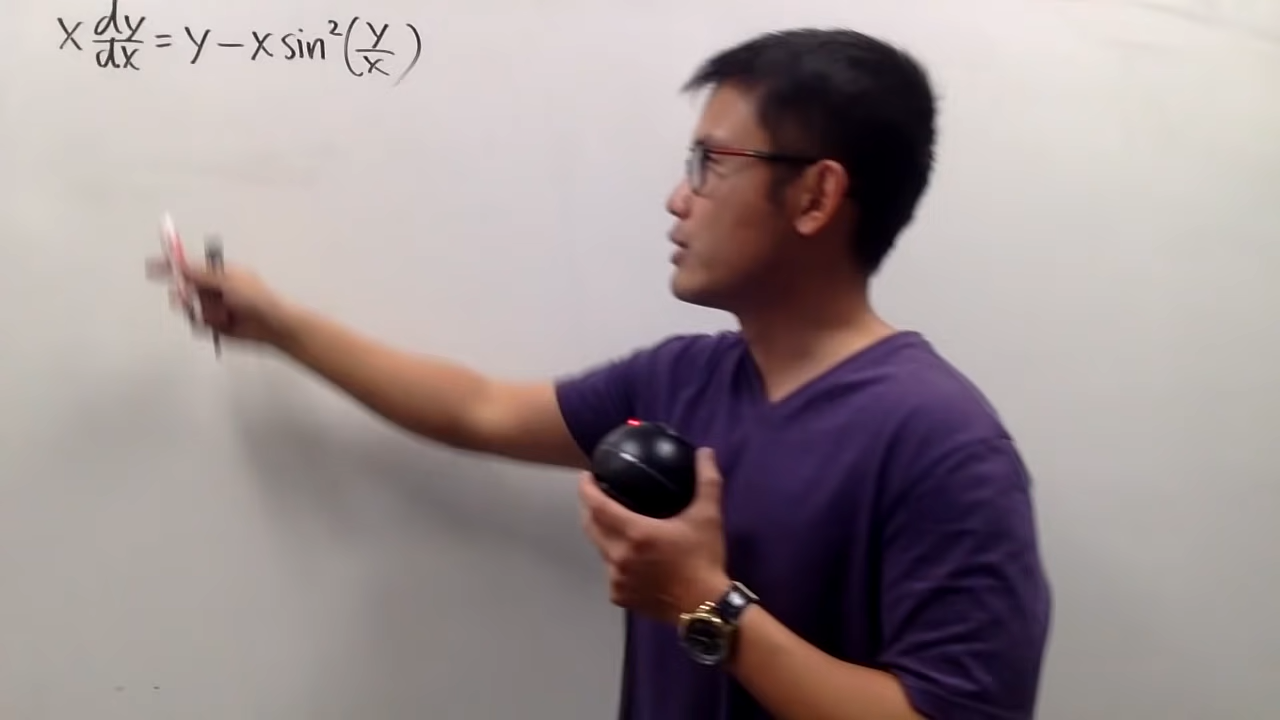 x dy/dx = y - x sin²(y/x)